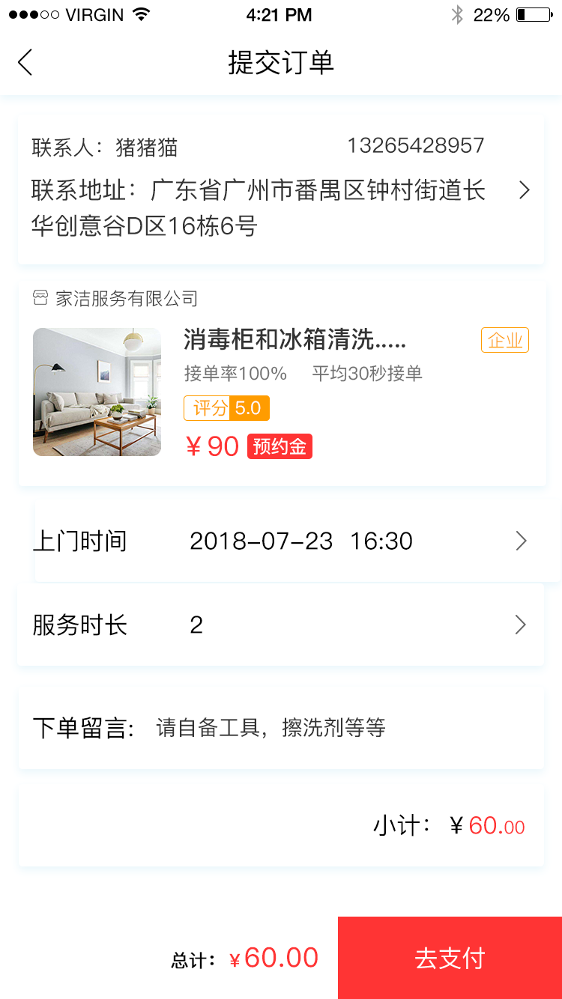 VIRGIN 4:21 PM 22%
提交订单
联系人：猪猪猫 13265428957
联系地址：广东省广州市番禺区钟村街道长
华创意谷D区16栋6号
家洁服务有限公司
消毒柜和冰箱清洗..... 企业
接单率100% 平均30秒接单
评分 5.0
￥90 预约金
上门时间 2018-07-23 16:30
服务时长 2
下单留言: 请自备工具，擦洗剂等等
小计：￥60.00
总计：￥60.00 去支付